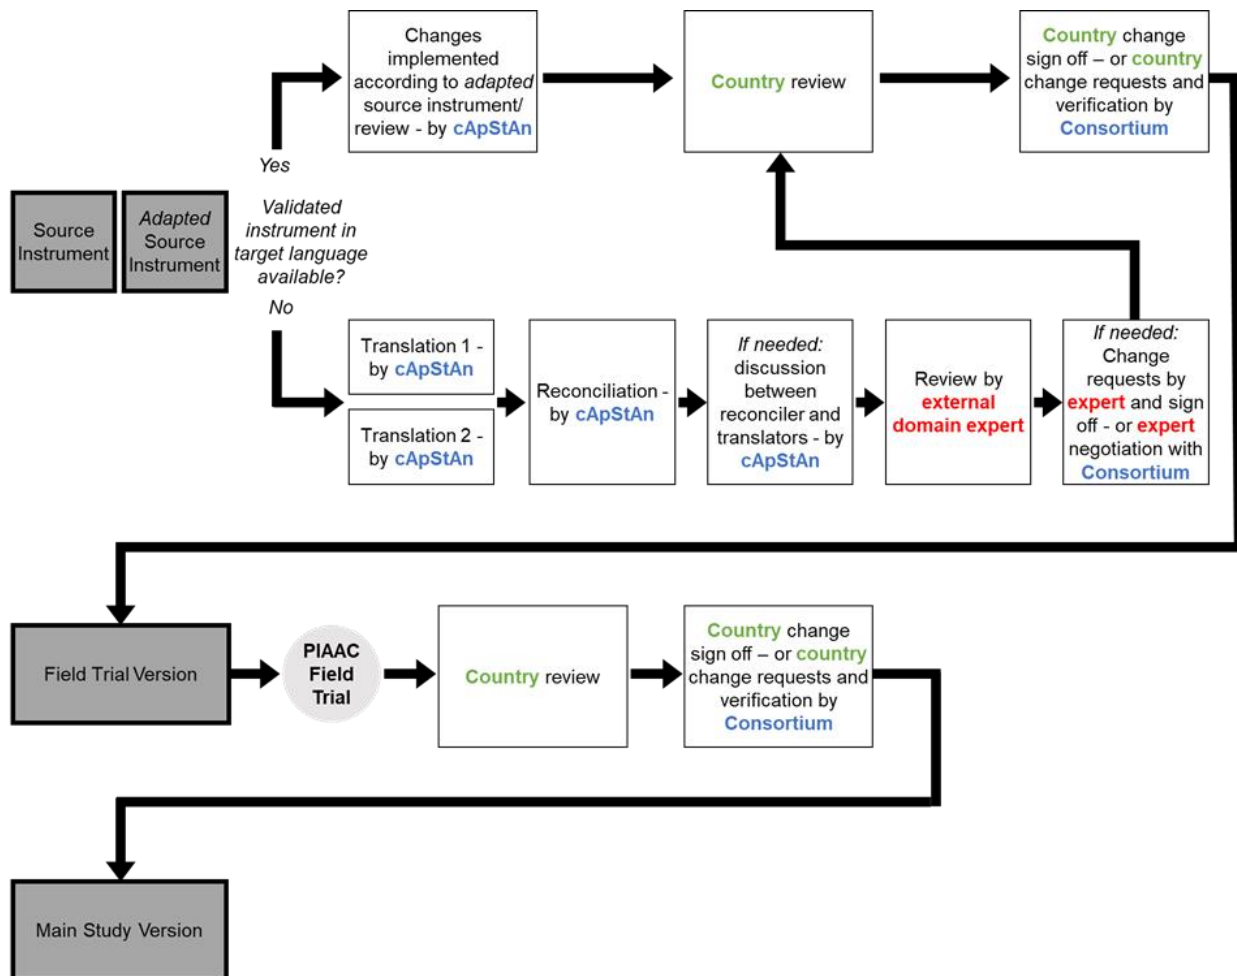 Changes
implemented
according to adapted
source instrument/
review - by cApStAn
Country review
Country change
sign off – or country
change requests and
verification by
Consortium
Yes
Source
Instrument
Adapted
Source
Instrument
Validated
instrument in
target language
available?
No
Translation 1 -
by cApStAn
Translation 2 -
by cApStAn
Reconciliation -
by cApStAn
If needed:
discussion
between
reconciler and
translators - by
cApStAn
Review by
external
domain expert
If needed:
Change
requests by
expert and sign
off - or expert
negotiation with
Consortium
Field Trial Version
PIAAC
Field
Trial
Country review
Country change
sign off – or country
change requests and
verification by
Consortium
Main Study Version